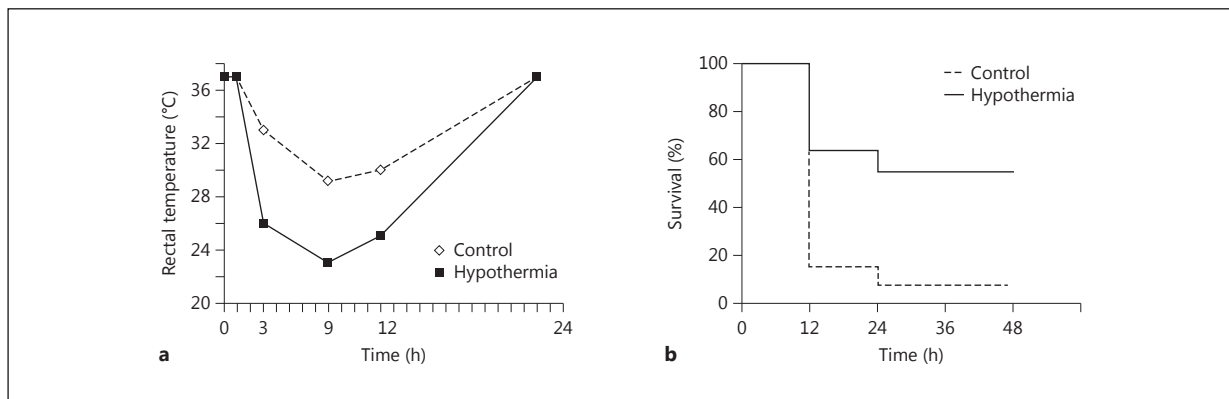 36
32
28
24
20
Rectal temperature (°C)
Control
Hypothermia
0 3 9 12 24
Time (h)
a
100
80
60
40
20
0
Survival (%)
Control
Hypothermia
0 12 24 36 48
Time (h)
b